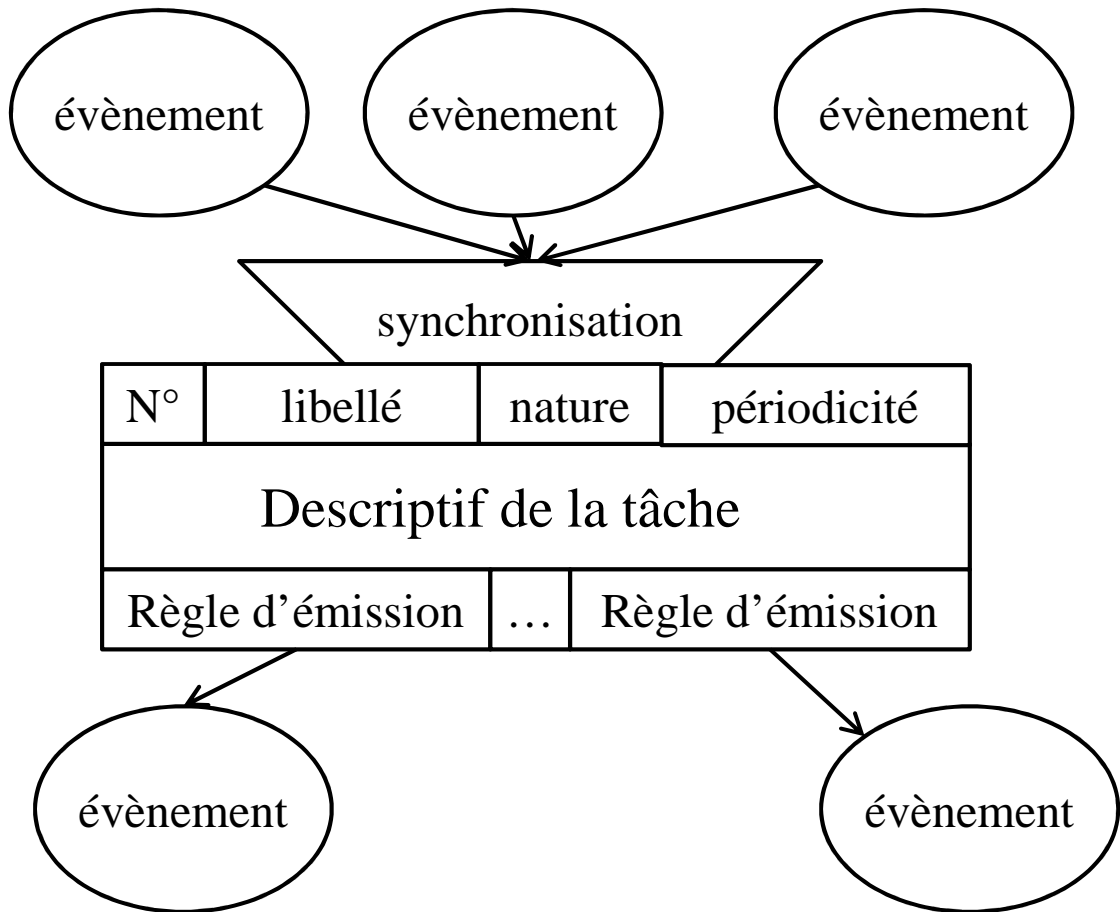 évènement évènement évènement
synchronisation
N° libellé nature périodicité
Descriptif de la tâche
Règle d’émission … Règle d’émission
évènement évènement